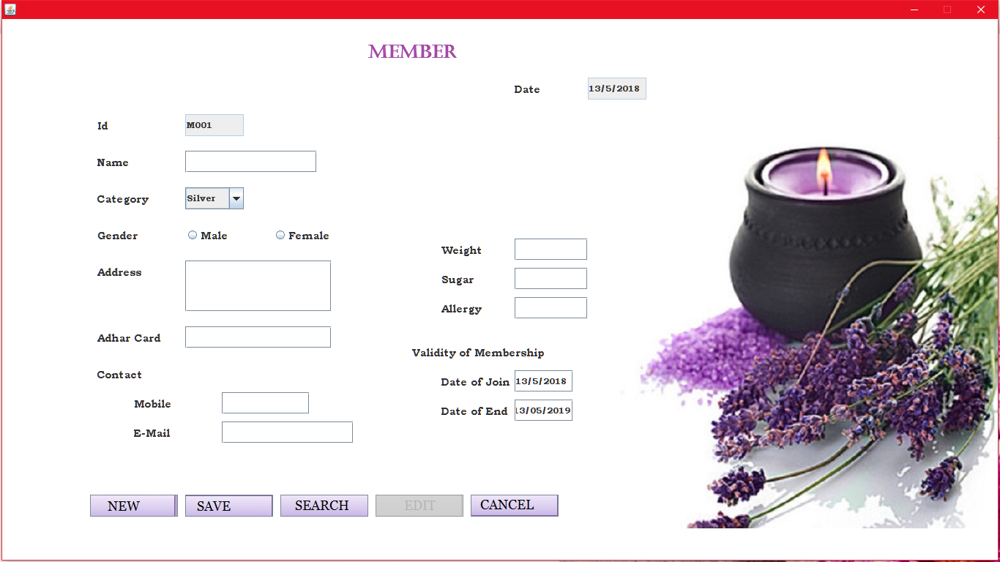 MEMBER
Date 13/5/2018
Id M001
Name
Category Silver
Gender Male Female
Weight
Address
Sugar
Allergy
Adhar Card
Validity of Membership
Contact
Date of Join 13/5/2018
Mobile
Date of End 13/05/2019
E-Mail
NEW SAVE SEARCH EDIT CANCEL